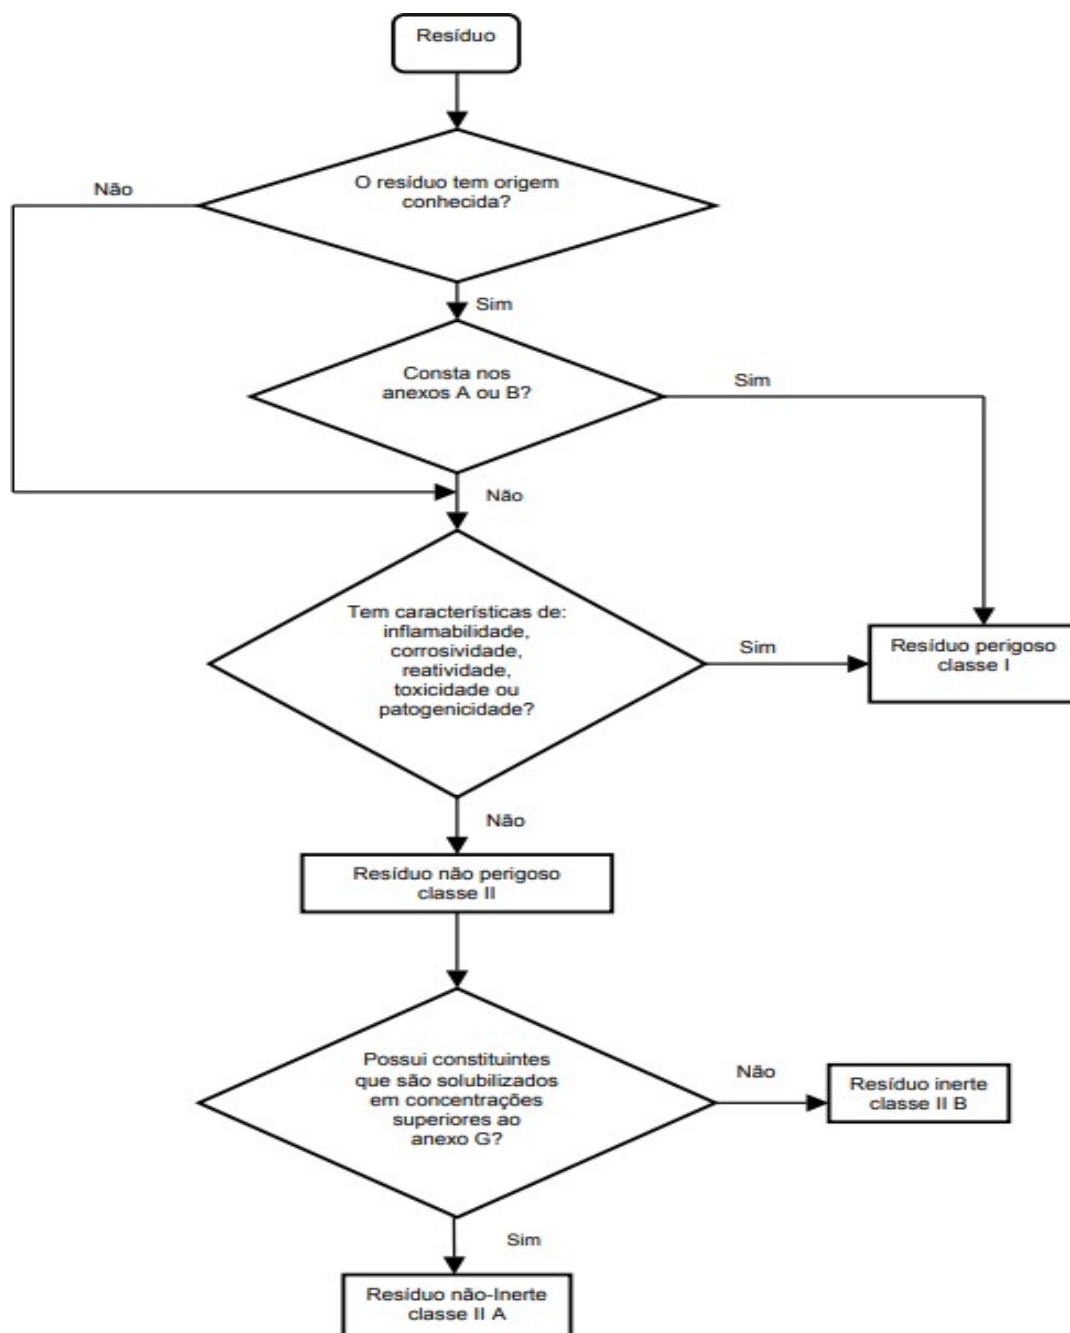 Resíduo
O resíduo tem origem
conhecida?
Não
Sim
Consta nos
anexos A ou B?
Sim
Não
Tem características de:
inflamabilidade,
corrosividade,
reatividade,
toxicidade ou
patogenicidade?
Sim
Resíduo perigoso
classe I
Não
Resíduo não perigoso
classe II
Possui constituintes
que são solubilizados
em concentrações
superiores ao
anexo G?
Não
Resíduo inerte
classe II B
Sim
Resíduo não-Inerte
classe II A